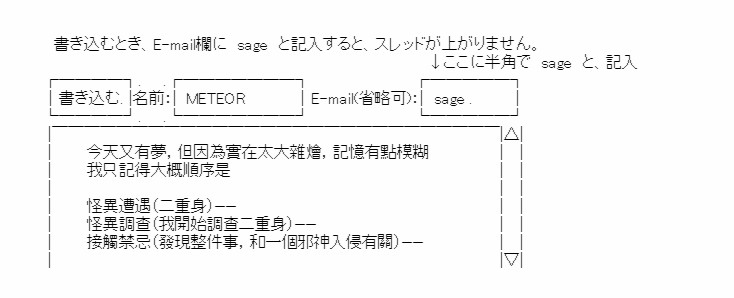 書き込むとき、E-mail欄に sage と記入すると、スレッドが上がりません。
↓ここに半角で sage と、記入
書き込む. 名前: METEOR E-mail(省略可): sage .
今天又有夢, 但因為實在太大雜燴, 記憶有點模糊
我只記得大概順序是
怪異遭遇(二重身)——
怪異調查(我開始調查二重身)——
接觸禁忌(發現整件事, 和一個邪神入侵有關)——